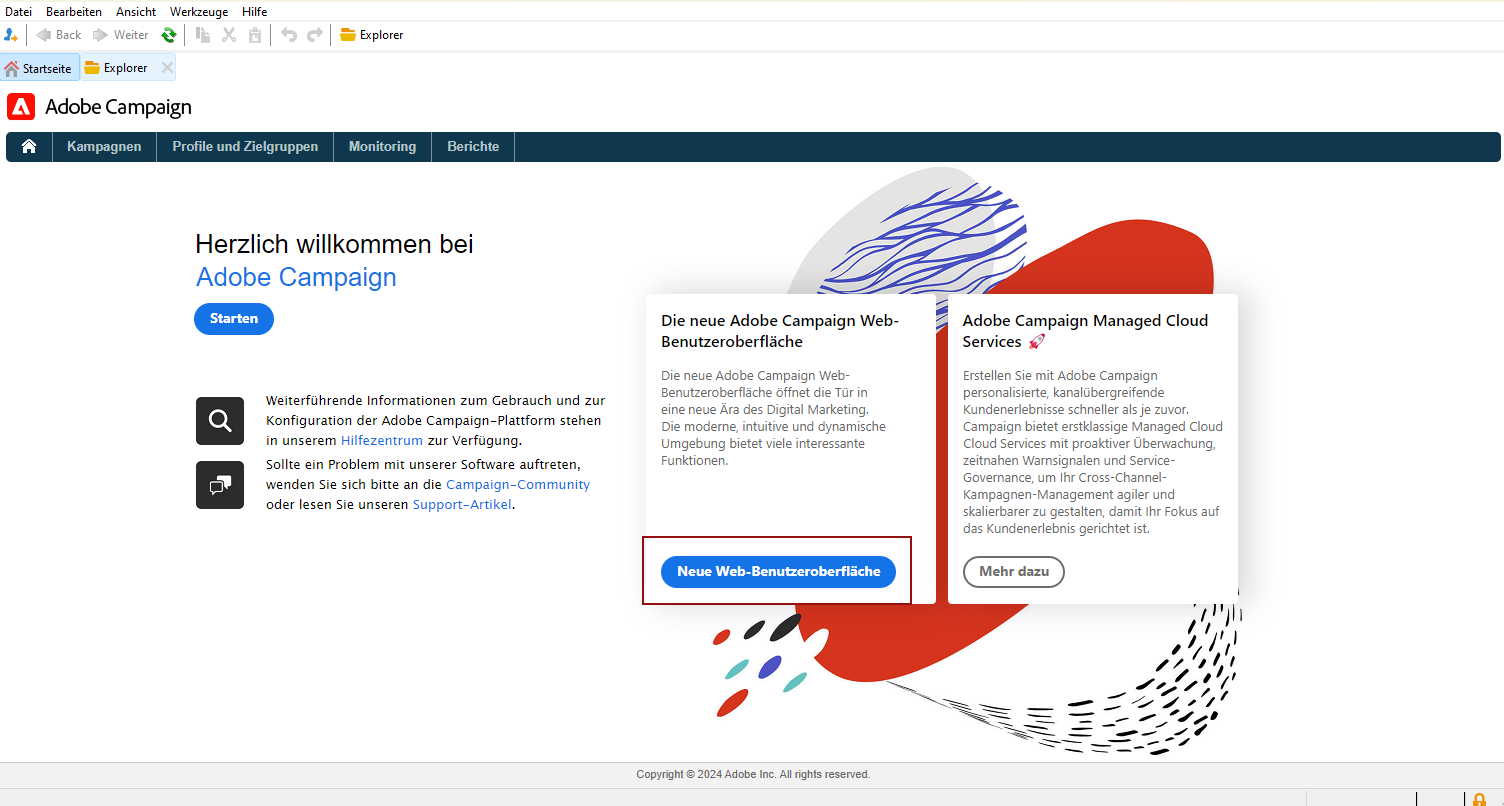 Datei Bearbeiten Ansicht Werkzeuge Hilfe
Back Weiter Explorer
Startseite Explorer
Adobe Campaign
Kampagnen Profile und Zielgruppen Monitoring Berichte
Herzlich willkommen bei
Adobe Campaign
Starten
Weiterführende Informationen zum Gebrauch und zur
Konfiguration der Adobe Campaign-Plattform stehen
in unserem Hilfezentrum zur Verfügung.
Sollte ein Problem mit unserer Software auftreten,
wenden Sie sich bitte an die Campaign-Community
oder lesen Sie unseren Support-Artikel.
Die neue Adobe Campaign Web-
Benutzeroberfläche
Die neue Adobe Campaign Web-
Benutzeroberfläche öffnet die Tür in
eine neue Ära des Digital Marketing.
Die moderne, intuitive und dynamische
Umgebung bietet viele interessante
Funktionen.
Neue Web-Benutzeroberfläche
Adobe Campaign Managed Cloud
Services 🚀
Erstellen Sie mit Adobe Campaign
personalisierte, kanalübergreifende
Kundenerlebnisse schneller als je zuvor.
Campaign bietet erstklassige Managed Cloud
Cloud Services mit proaktiver Überwachung,
zeitnahen Warnsignalen und Service-
Governance, um Ihr Cross-Channel-
Kampagnen-Management agiler und
skalierbarer zu gestalten, damit Ihr Fokus auf
das Kundenerlebnis gerichtet ist.
Mehr dazu
Copyright © 2024 Adobe Inc. All rights reserved.